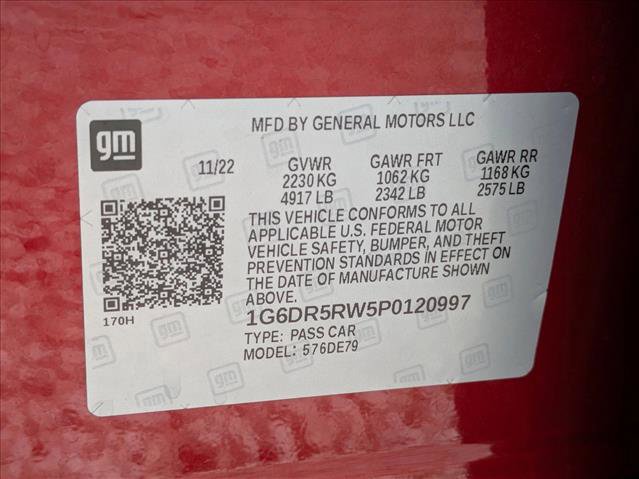 MFD BY GENERAL MOTORS LLC
gm
11/22 GVWR GAWR FRT GAWR RR
2230 KG 1062 KG 1168 KG
4917 LB 2342 LB 2575 LB
THIS VEHICLE CONFORMS TO ALL
APPLICABLE U.S. FEDERAL MOTOR
VEHICLE SAFETY, BUMPER, AND THEFT
PREVENTION STANDARDS IN EFFECT ON
THE DATE OF MANUFACTURE SHOWN
ABOVE.
170H
1G6DR5RW5P0120997
TYPE: PASS CAR
MODEL: 576DE79